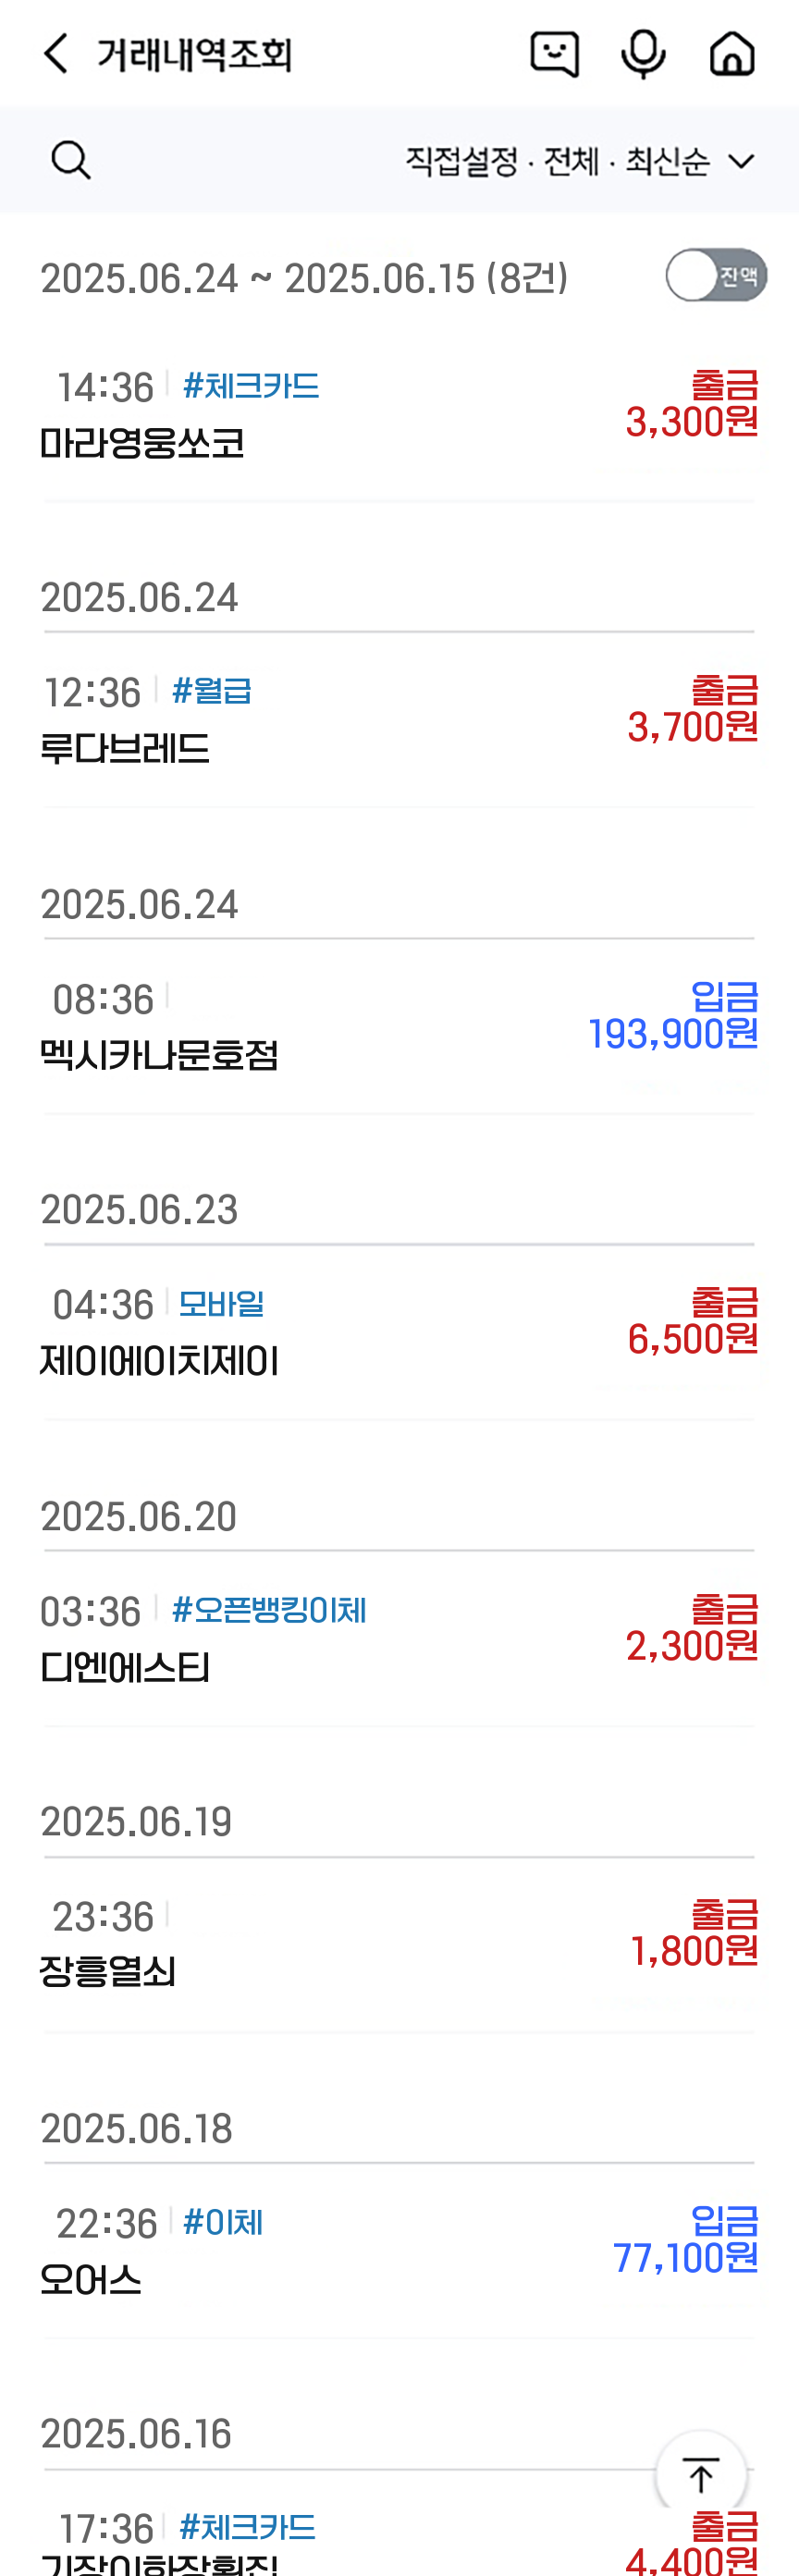 거래내역조회
직접설정 · 전체 · 최신순
2025.06.24 ~ 2025.06.15 (8건)
잔액
14:36 #체크카드
출금
마라영웅쏘코
3,300원
2025.06.24
12:36 #월급
출금
루다브레드
3,700원
2025.06.24
08:36
입금
멕시카나문호점
193,900원
2025.06.23
04:36 모바일
출금
제이에이치제이
6,500원
2025.06.20
03:36 #오픈뱅킹이체
출금
디엔에스티
2,300원
2025.06.19
23:36
출금
장흥열쇠
1,800원
2025.06.18
22:36 #이체
입금
오어스
77,100원
2025.06.16
17:36 #체크카드
출금
4,400원